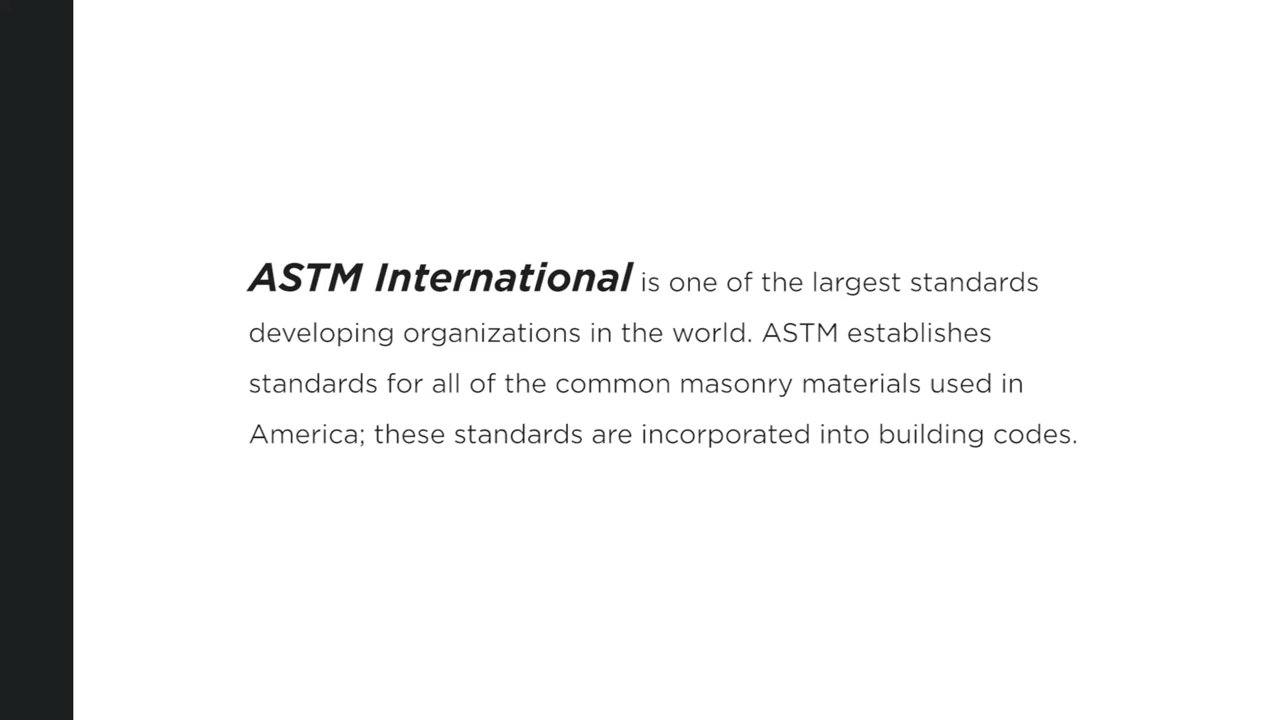 ASTM International is one of the largest standards
developing organizations in the world. ASTM establishes
standards for all of the common masonry materials used in
America; these standards are incorporated into building codes.